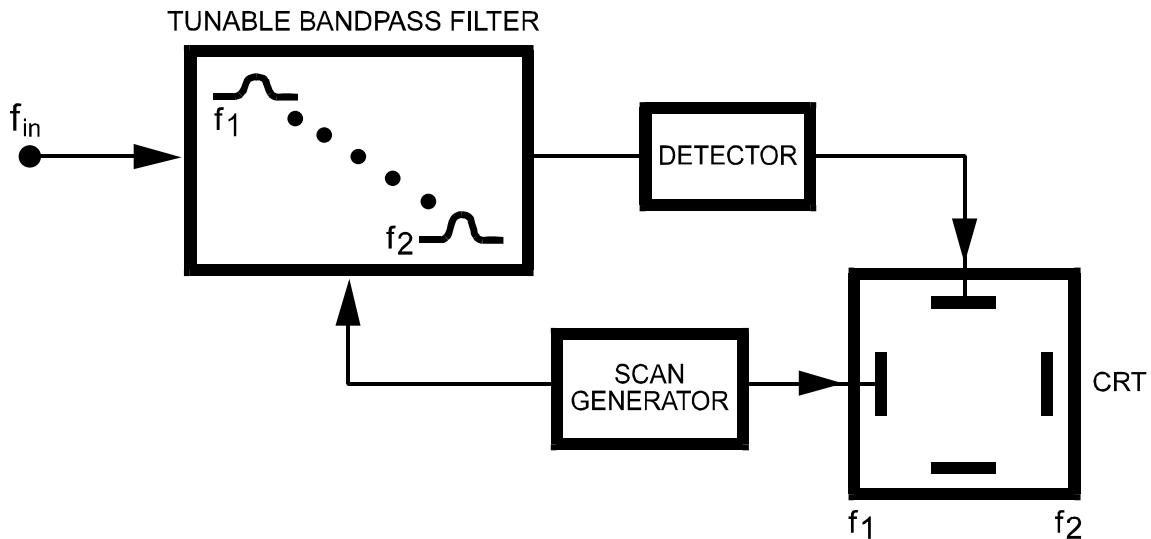 TUNABLE BANDPASS FILTER
f1
fin
DETECTOR
f2
SCAN
GENERATOR
CRT
f1
f2